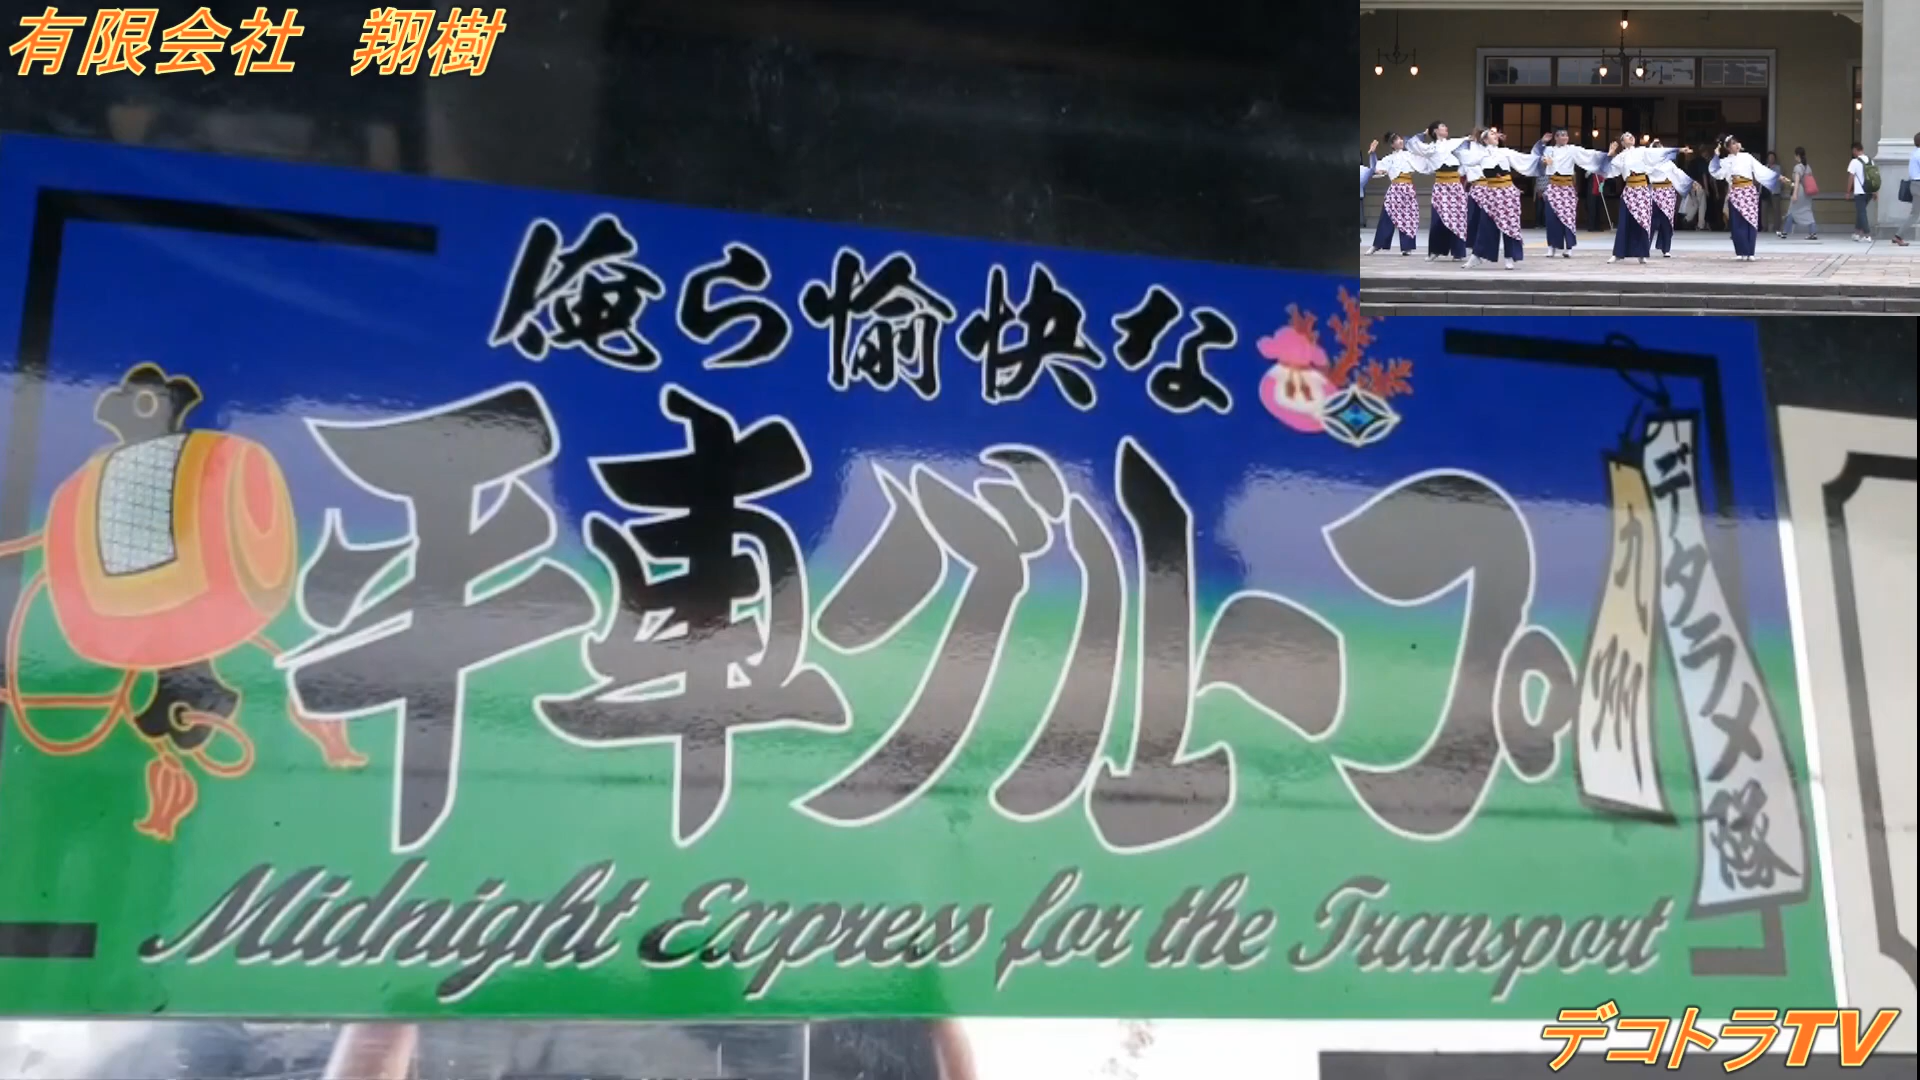 有限会社　翔樹
俺ら愉快な
平車グループ
九州
デタラメ隊
Midnight Express for the Transport
デコトラTV